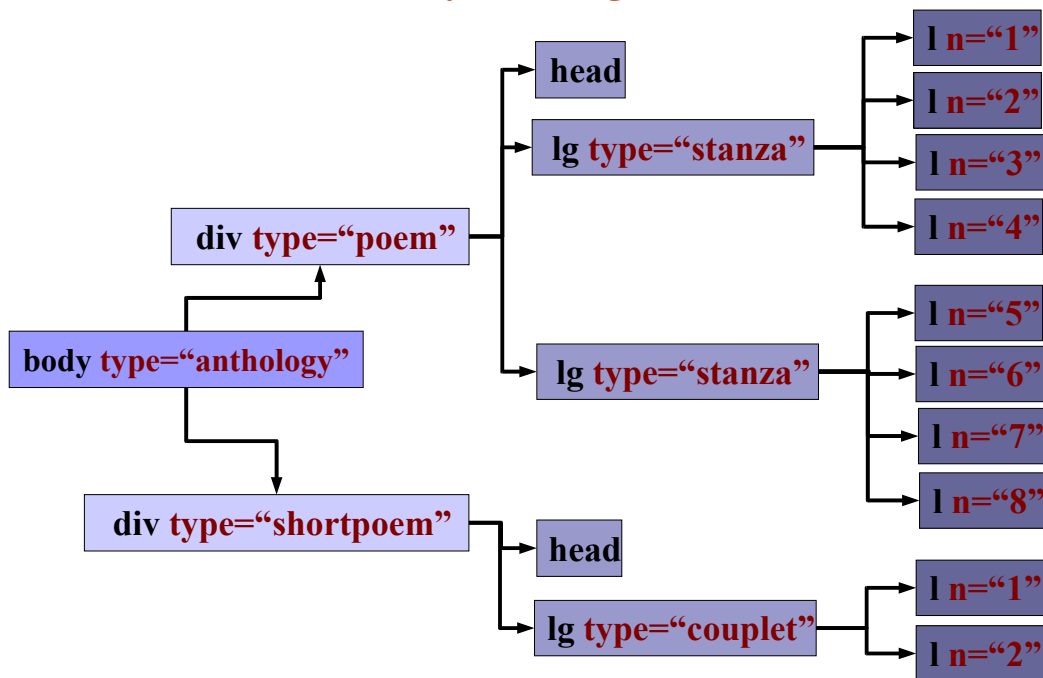 l n=“1”
head
l n=“2”
lg type=“stanza”
l n=“3”
l n=“4”
div type=“poem”
l n=“5”
body type=“anthology”
lg type=“stanza”
l n=“6”
l n=“7”
l n=“8”
div type=“shortpoem”
head
l n=“1”
lg type=“couplet”
l n=“2”